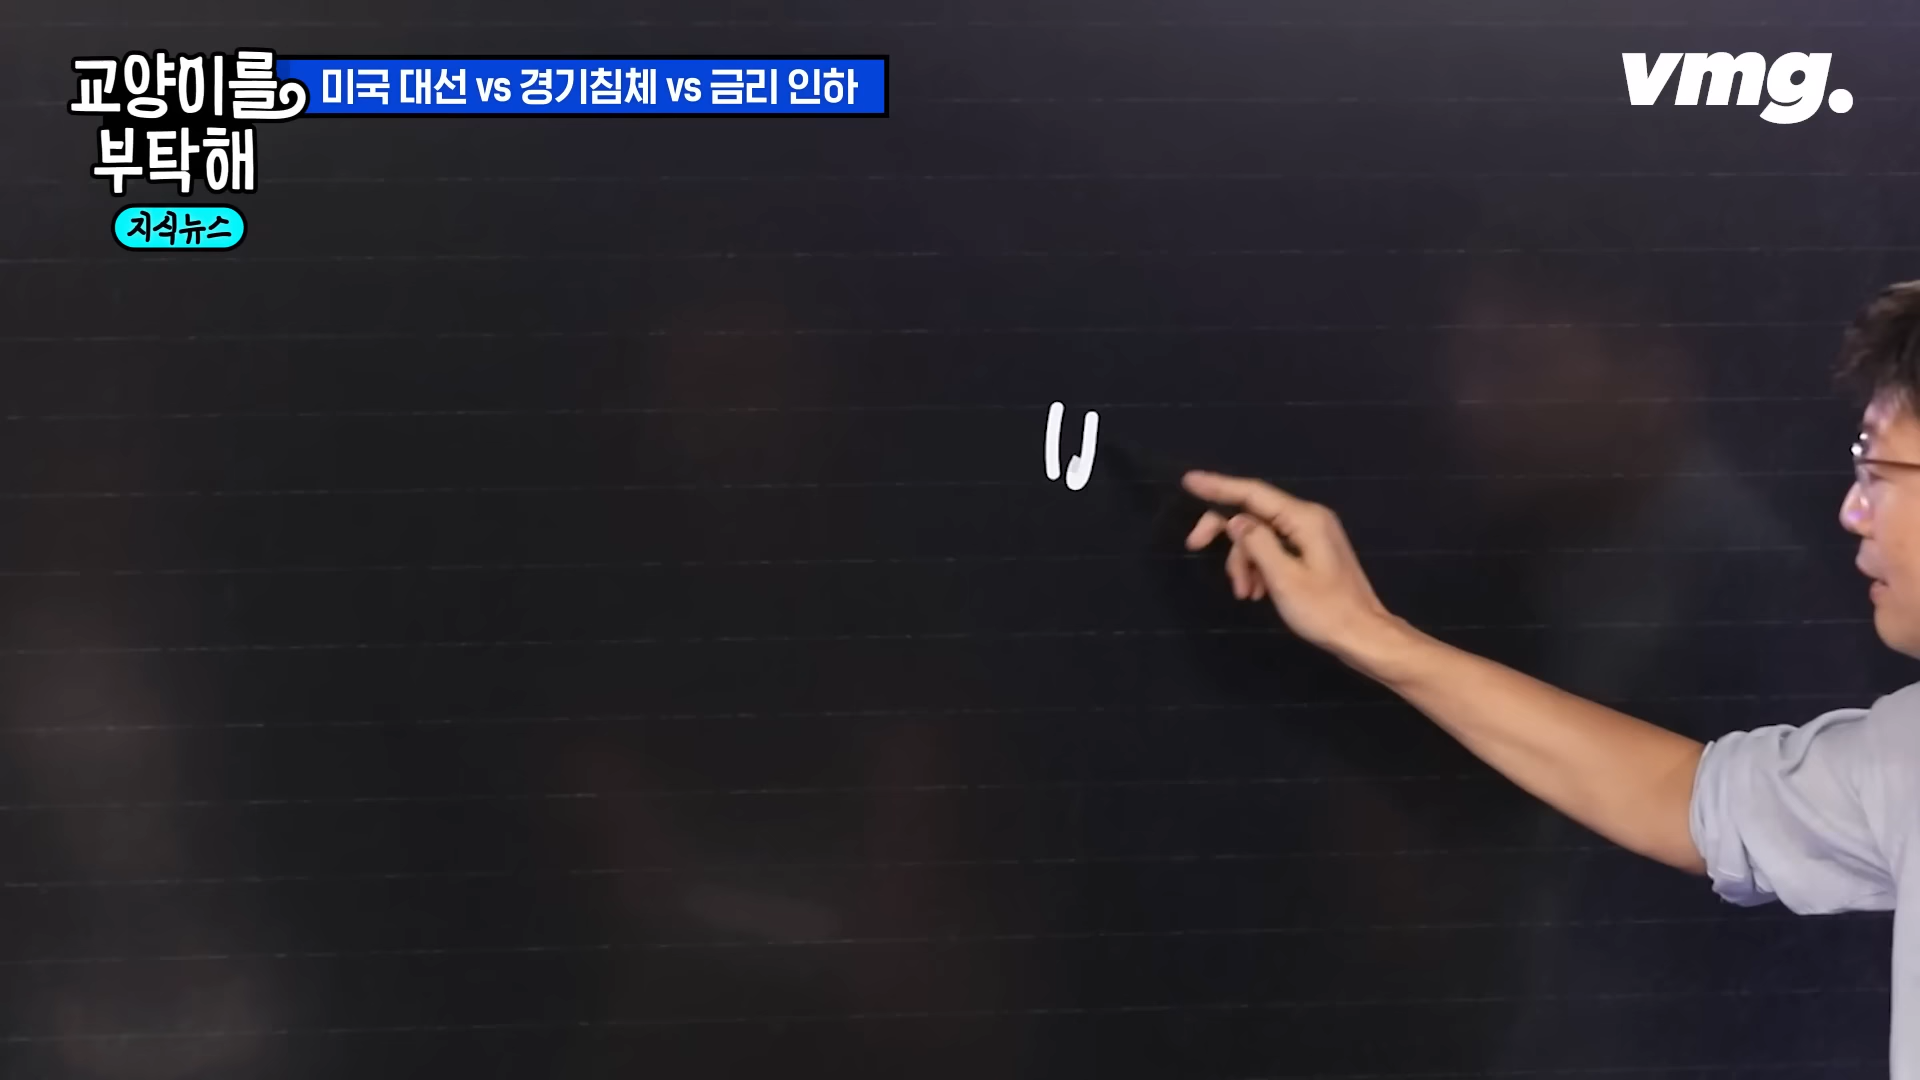 교양이를
부탁해
지식뉴스
미국 대선 vs 경기침체 vs 금리 인하
vmg.